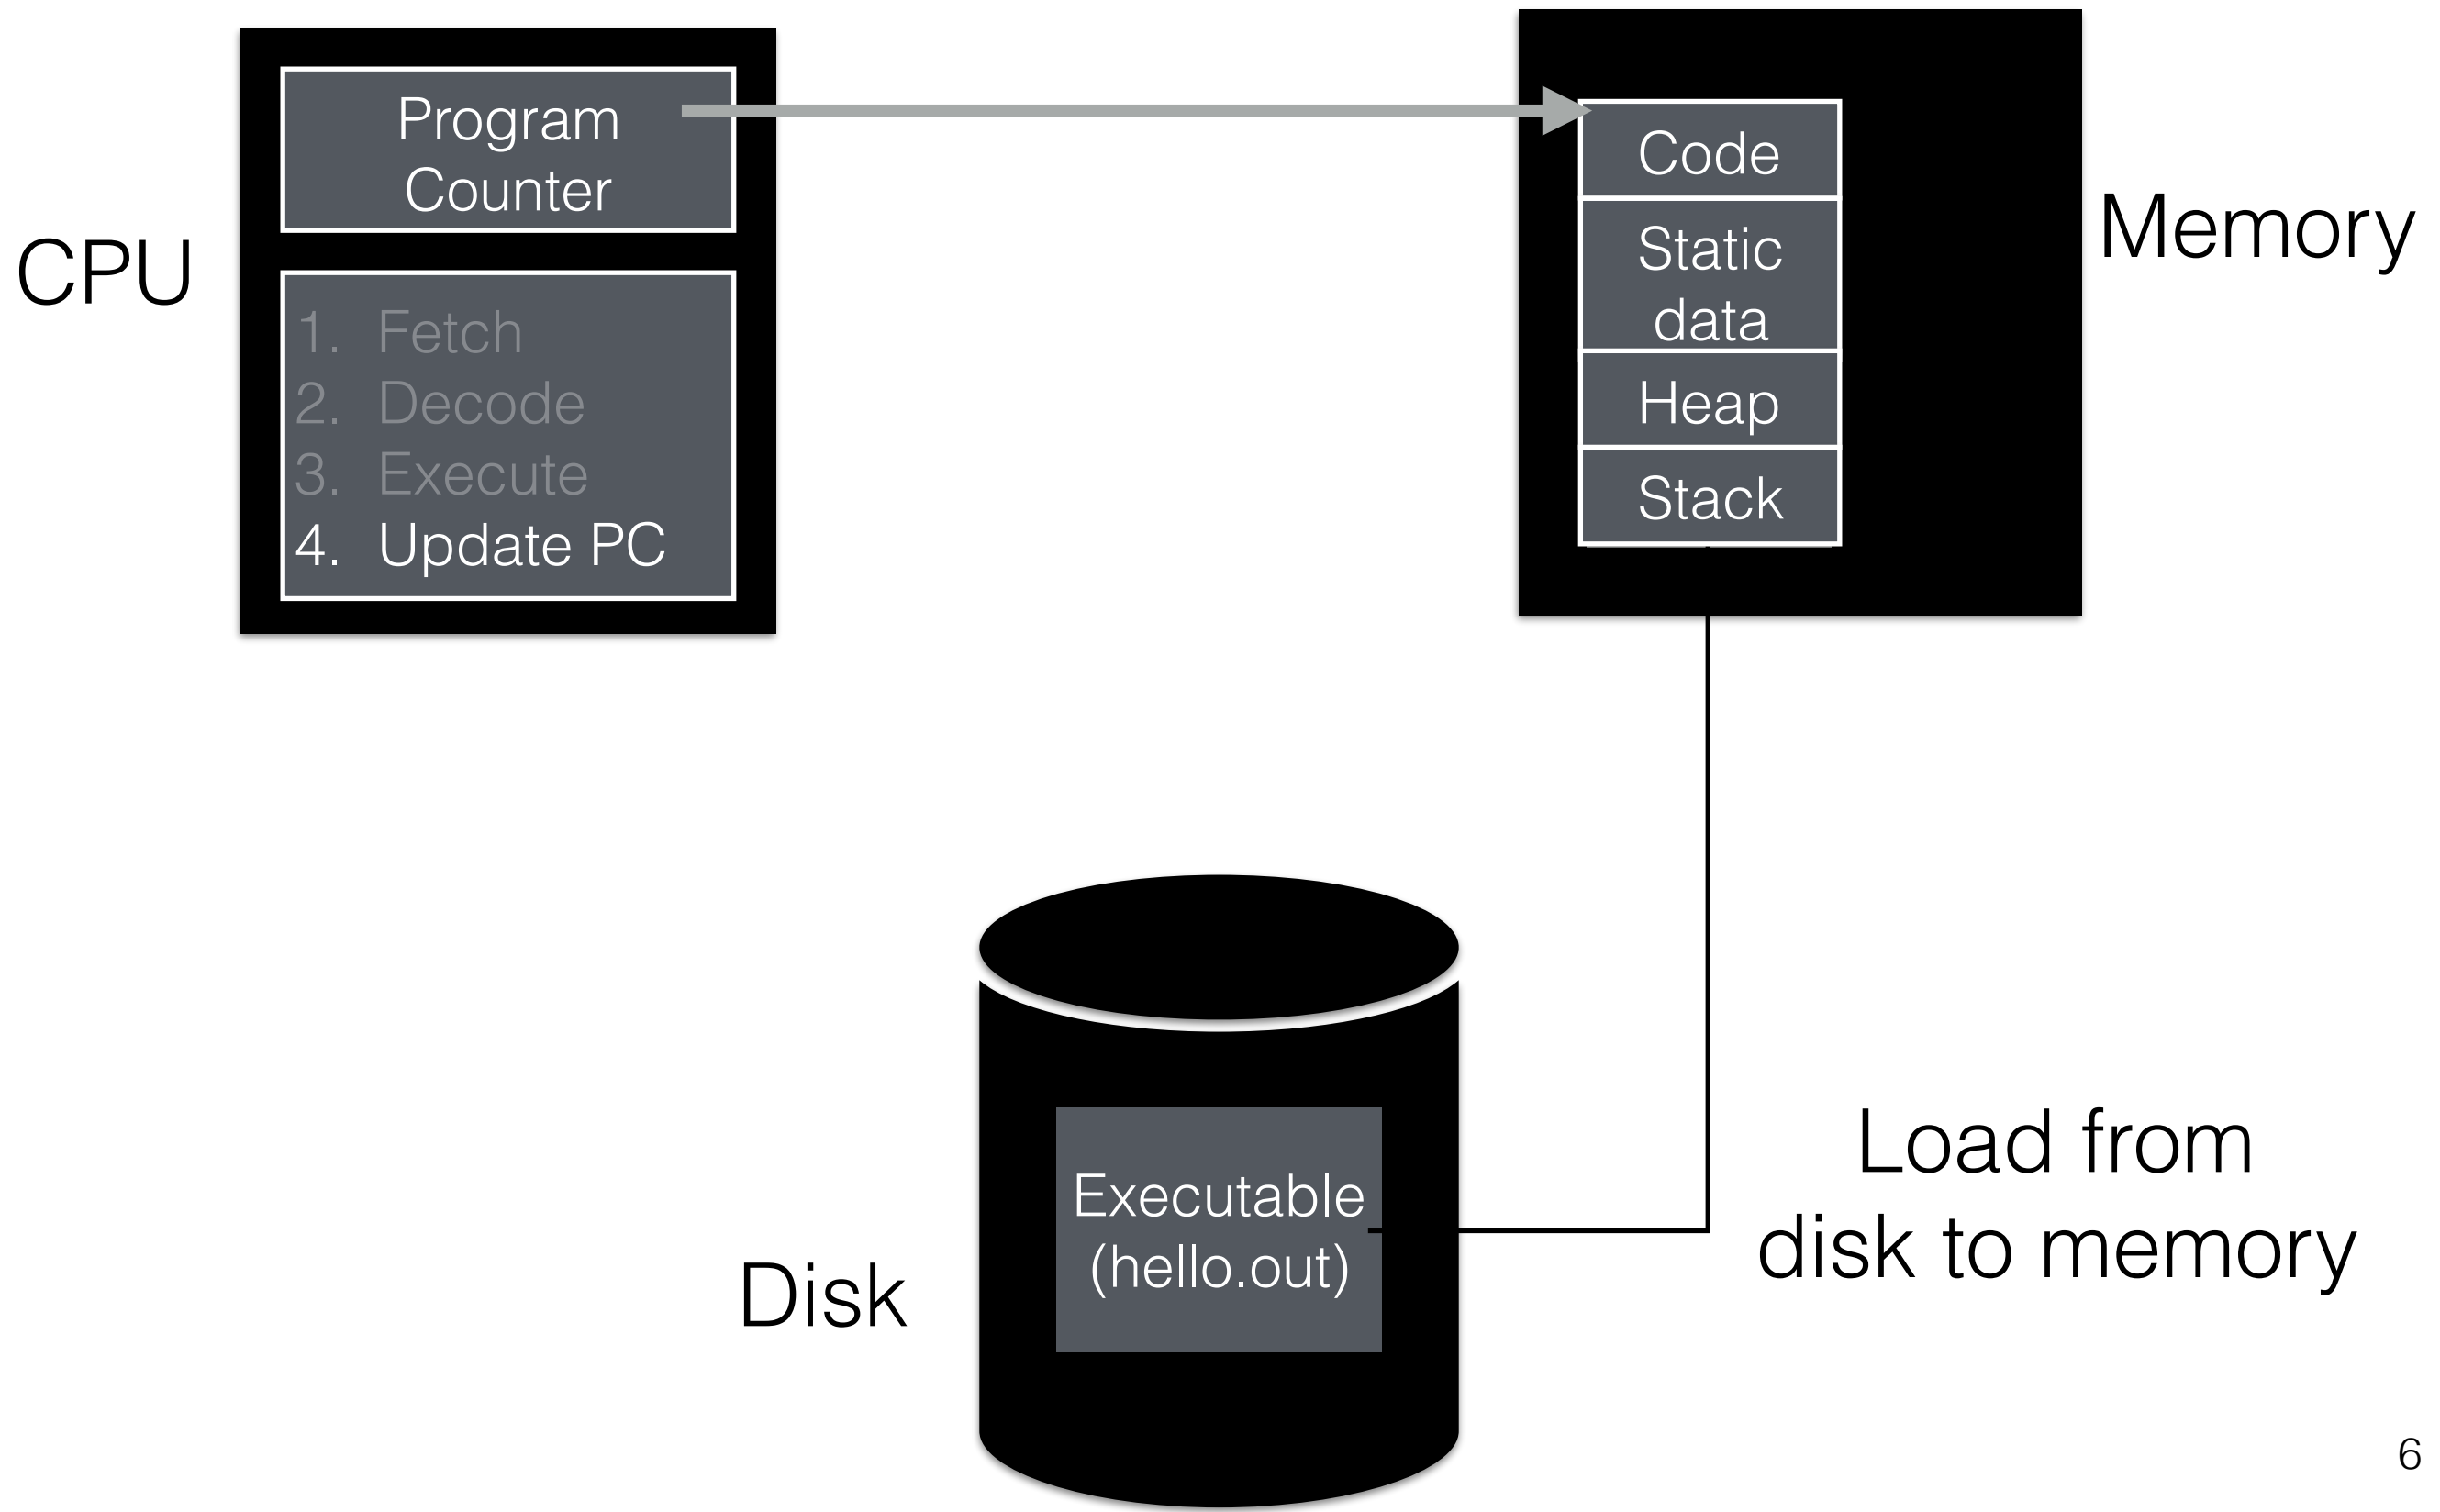 CPU
Program
Counter
1. Fetch
2. Decode
3. Execute
4. Update PC
Code
Static
data
Heap
Stack
Memory
Disk
Executable
(hello.out)
Load from
disk to memory
6